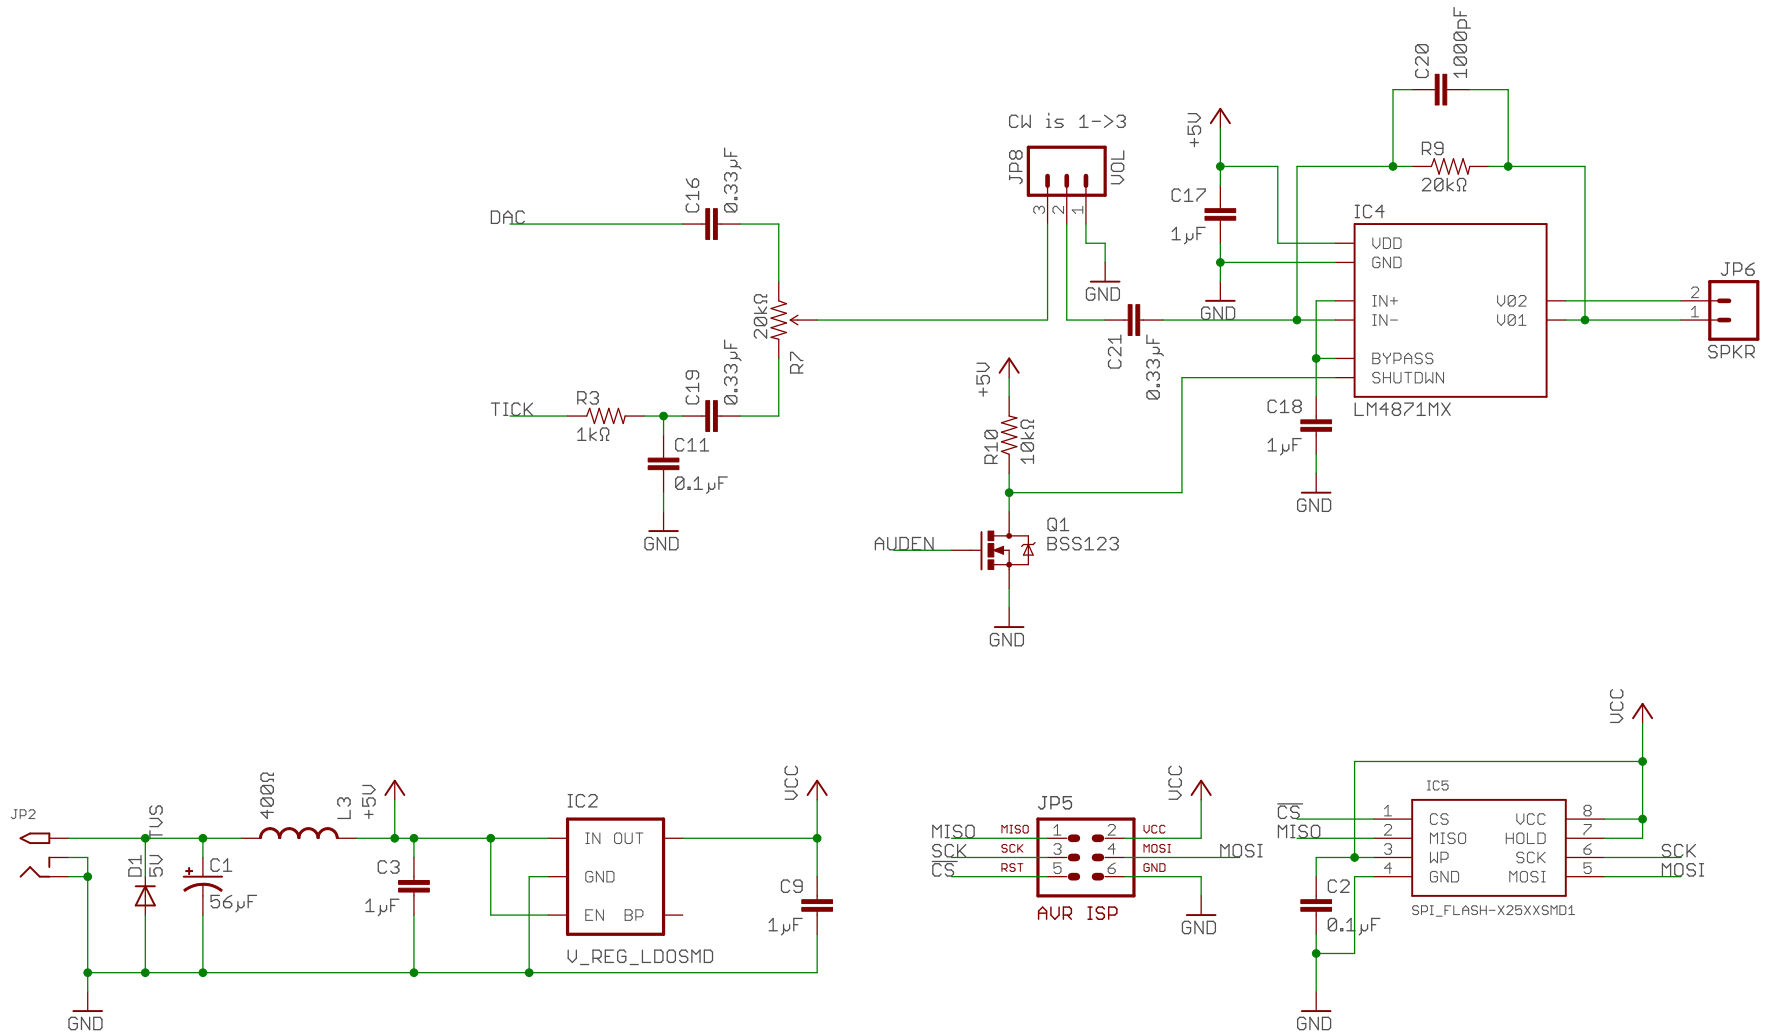 C20
1000pF
CW is 1->3
+5V
JP8
VOL
3
2
1
R9
20kΩ
C16
0.33µF
DAC
C17
1µF
IC4
VDD
GND
IN+
IN-
BYPASS
SHUTDWN
V02
V01
LM4871MX
JP6
2
1
SPKR
GND
GND
20kΩ
R7
C21
0.33µF
C19
0.33µF
TICK
R3
1kΩ
C11
0.1µF
GND
+5V
R10
10kΩ
C18
1µF
GND
AUDEN
Q1
BSS123
GND
JP2
D1
5V TVS
C1
56µF
400Ω
L3
+5V
C3
1µF
IC2
IN OUT
GND
EN BP
V_REG_LDOSMD
VCC
C9
1µF
GND
JP5
VCC
MISO MISO 1 2 VCC
SCK SCK 3 4 MOSI MOSI
CS RST 5 6 GND
AVR ISP
GND
VCC
IC5
CS 1 CS VCC 8
MISO 2 MISO HOLD 7
3 WP SCK 6 SCK
4 GND MOSI 5 MOSI
SPI_FLASH-X25XXSMD1
C2
0.1µF
GND